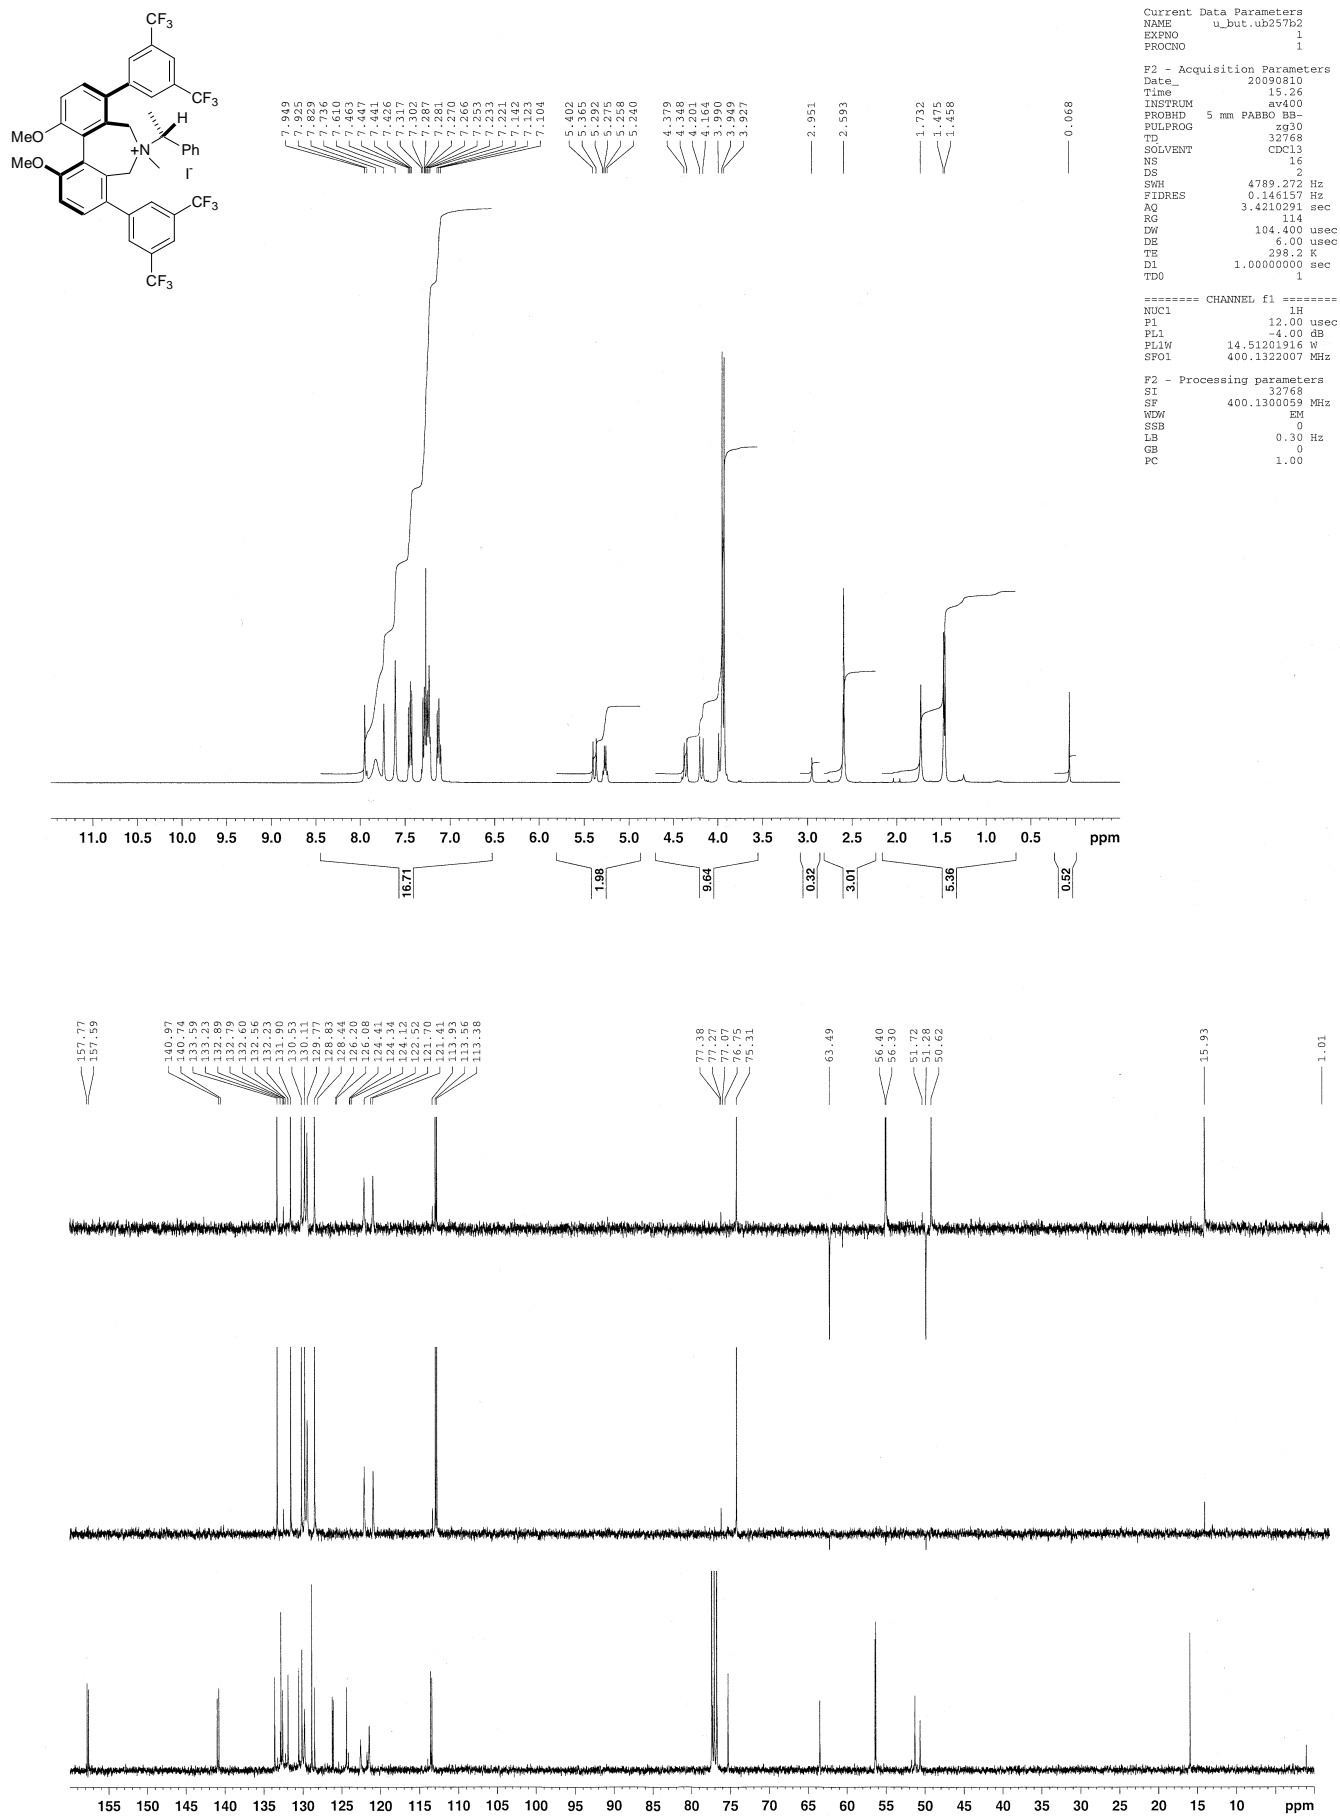 CF3
CF3
H
MeO
N
+
Ph
MeO
I-
CF3
CF3
7.949
7.925
7.829
7.736
7.610
7.463
7.447
7.441
7.426
7.317
7.302
7.287
7.281
7.270
7.266
7.253
7.233
7.221
7.142
7.123
7.104
5.402
5.365
5.292
5.275
5.258
5.240
4.379
4.348
4.201
4.164
3.990
3.949
3.927
2.951
2.593
1.732
1.475
1.458
0.068
Current Data Parameters
NAME u_but.ub257b2
EXPNO 1
PROCNO 1
F2 - Acquisition Parameters
Date_ 20090810
Time 15.26
INSTRUM av400
PROBHD 5 mm PABBO BB-
PULPROG zg30
TD 32768
SOLVENT CDCl3
NS 16
DS 2
SWH 4789.272 Hz
FIDRES 0.146157 Hz
AQ 3.4210291 sec
RG 114
DW 104.400 usec
DE 6.00 usec
TE 298.2 K
D1 1.00000000 sec
TD0 1
======== CHANNEL f1 ========
NUC1 1H
P1 12.00 usec
PL1 -4.00 dB
PL1W 14.51201916 W
SFO1 400.1322007 MHz
F2 - Processing parameters
SI 32768
SF 400.1300059 MHz
WDW EM
SSB 0
LB 0.30 Hz
GB 0
PC 1.00
11.0 10.5 10.0 9.5 9.0 8.5 8.0 7.5 7.0 6.5 6.0 5.5 5.0 4.5 4.0 3.5 3.0 2.5 2.0 1.5 1.0 0.5 ppm
16.71
1.98
9.64
0.32
3.01
5.36
0.52
157.77
157.59
140.97
140.74
133.59
133.23
132.89
132.79
132.60
132.56
132.23
131.90
130.53
130.11
129.77
128.83
128.44
126.20
126.08
124.41
124.34
124.12
122.52
121.70
121.41
113.93
113.56
113.38
77.38
77.27
77.07
76.75
75.31
63.49
56.40
56.30
51.72
51.28
50.62
15.93
1.01
155 150 145 140 135 130 125 120 115 110 105 100 95 90 85 80 75 70 65 60 55 50 45 40 35 30 25 20 15 10 ppm